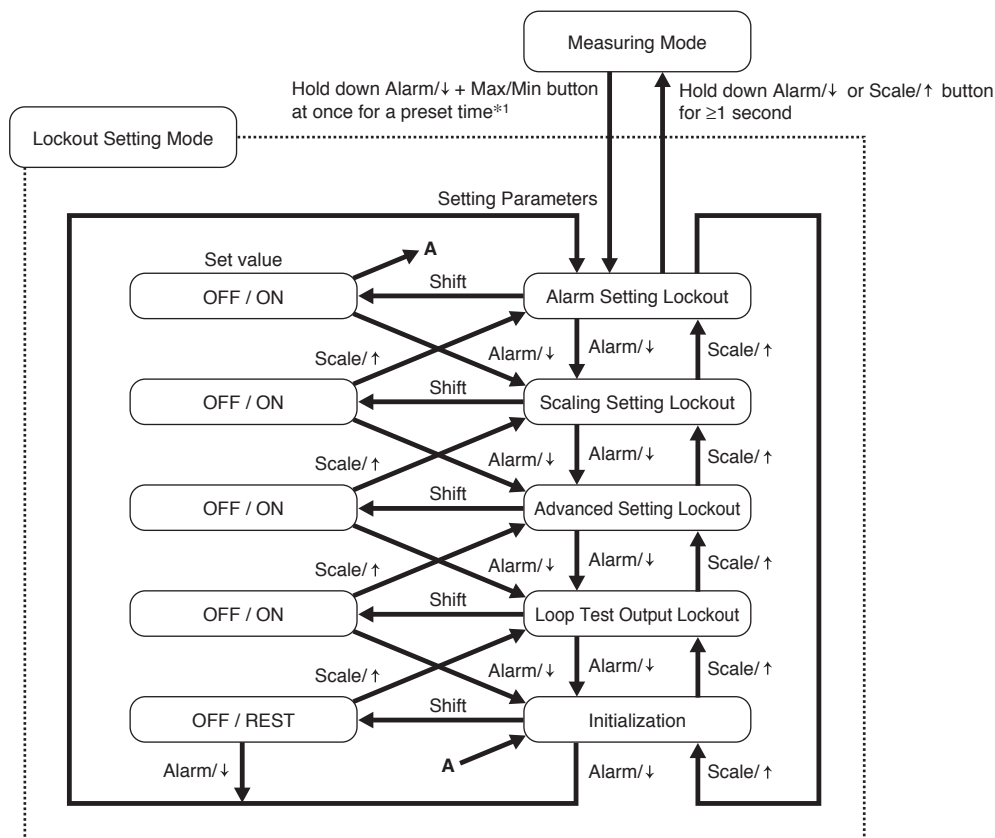 Measuring Mode
Hold down Alarm/↓ + Max/Min button
at once for a preset time*1
Hold down Alarm/↓ or Scale/↑ button
for ≥1 second
Lockout Setting Mode
Setting Parameters
A
Set value
OFF / ON
Shift
Alarm Setting Lockout
Scale/↑
Alarm/↓
Alarm/↓
Scale/↑
OFF / ON
Shift
Scaling Setting Lockout
Scale/↑
Alarm/↓
Alarm/↓
Scale/↑
OFF / ON
Shift
Advanced Setting Lockout
Scale/↑
Alarm/↓
Alarm/↓
Scale/↑
OFF / ON
Shift
Loop Test Output Lockout
Scale/↑
Alarm/↓
Alarm/↓
Scale/↑
OFF / REST
Shift
Initialization
Alarm/↓
A
Alarm/↓
Scale/↑